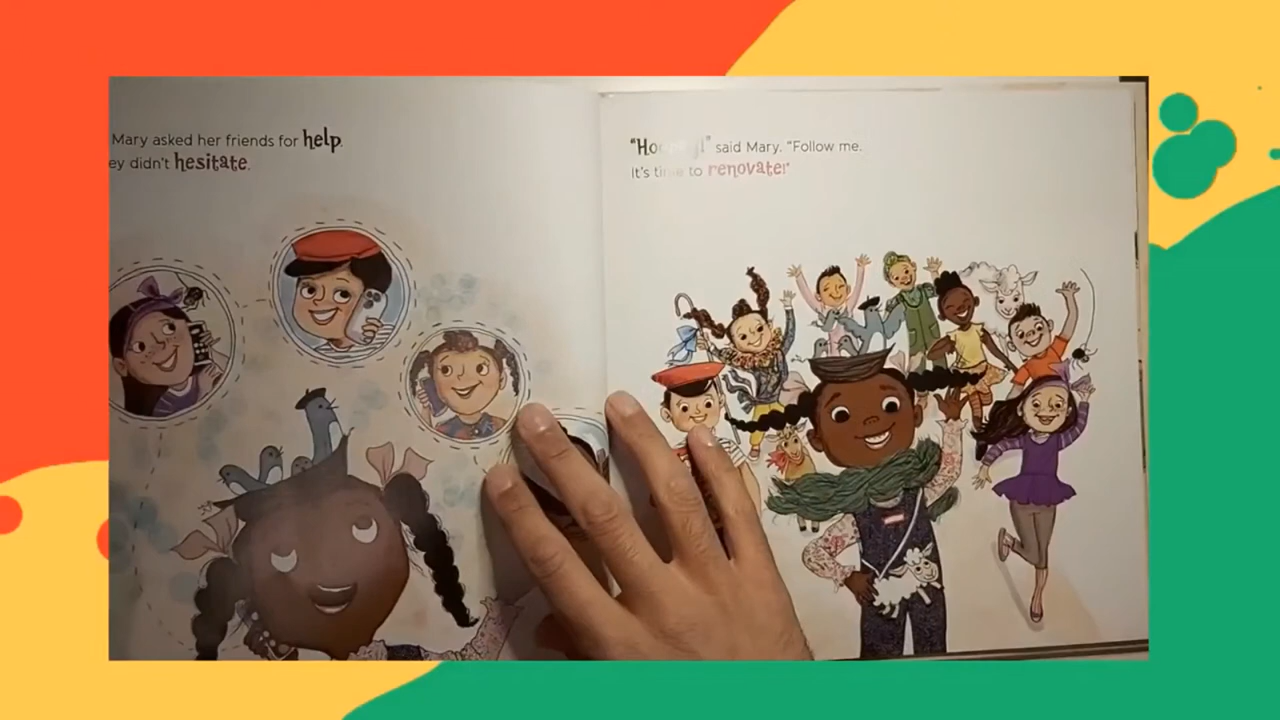 Mary asked her friends for help.
ey didn't hesitate.
"Hooray!" said Mary. "Follow me.
It's time to renovate!"